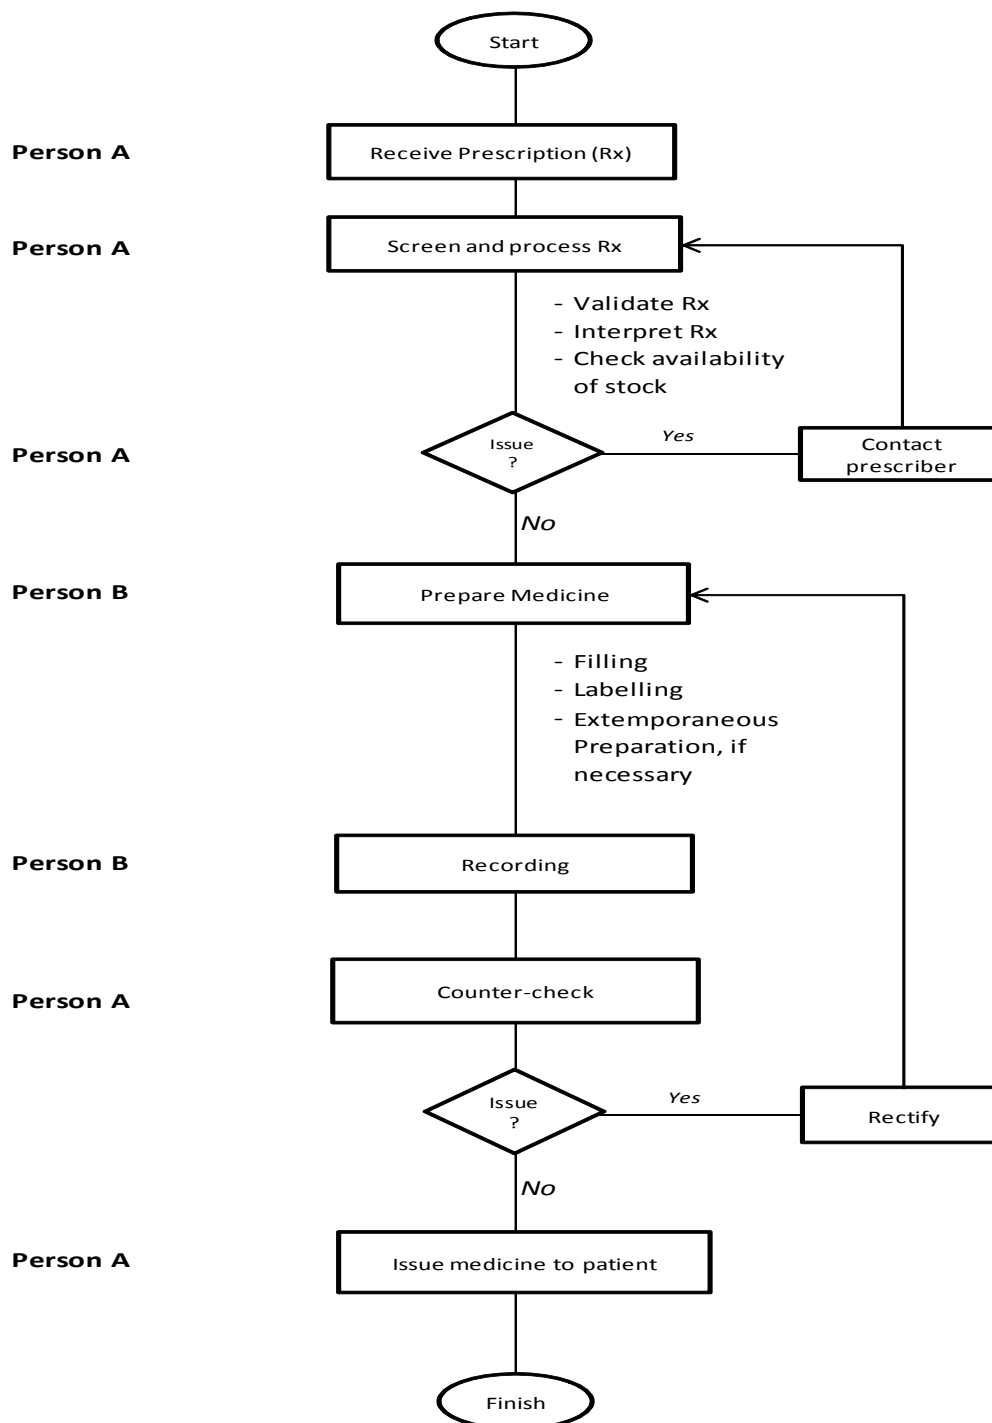 Start
Person A
Receive Prescription (Rx)
Person A
Screen and process Rx
- Validate Rx
- Interpret Rx
- Check availability
of stock
Person A
Issue
?
Yes
Contact
prescriber
No
Person B
Prepare Medicine
- Filling
- Labelling
- Extemporaneous
Preparation, if
necessary
Person B
Recording
Person A
Counter-check
Issue
?
Yes
Rectify
No
Person A
Issue medicine to patient
Finish